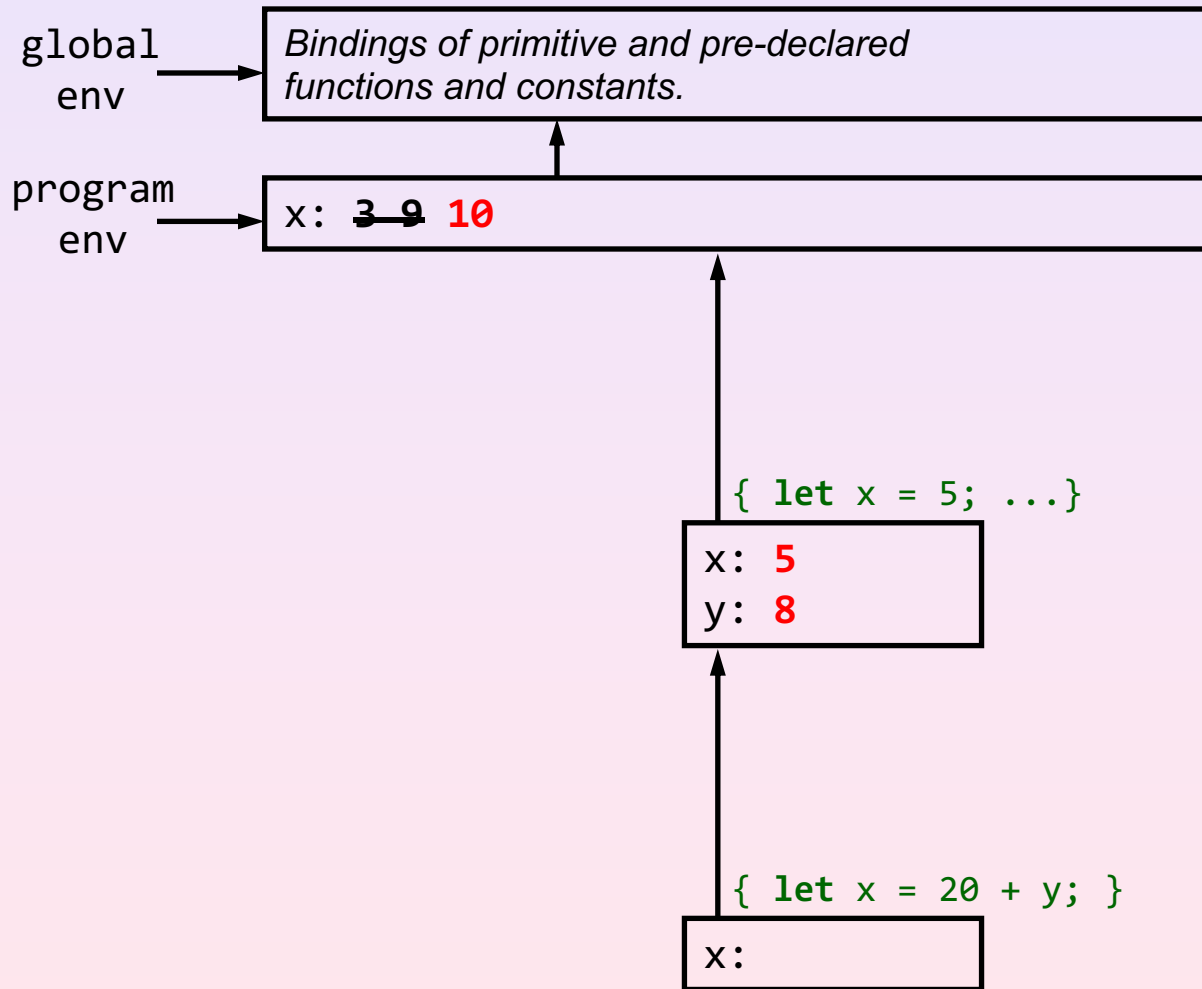 global
env
Bindings of primitive and pre-declared
functions and constants.
program
env
x: 3 9 10
{ let x = 5; ...}
x: 5
y: 8
{ let x = 20 + y; }
x: